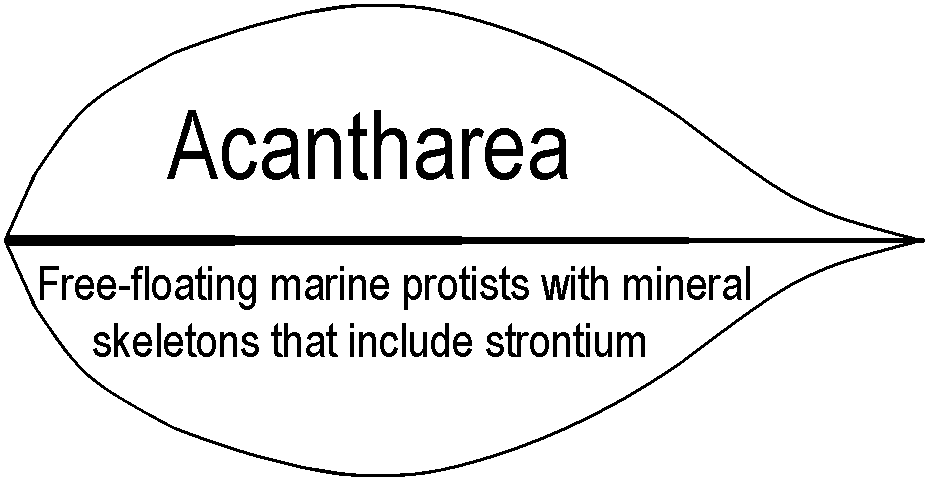 Acantharea
Free-floating marine protists with mineral
skeletons that include strontium